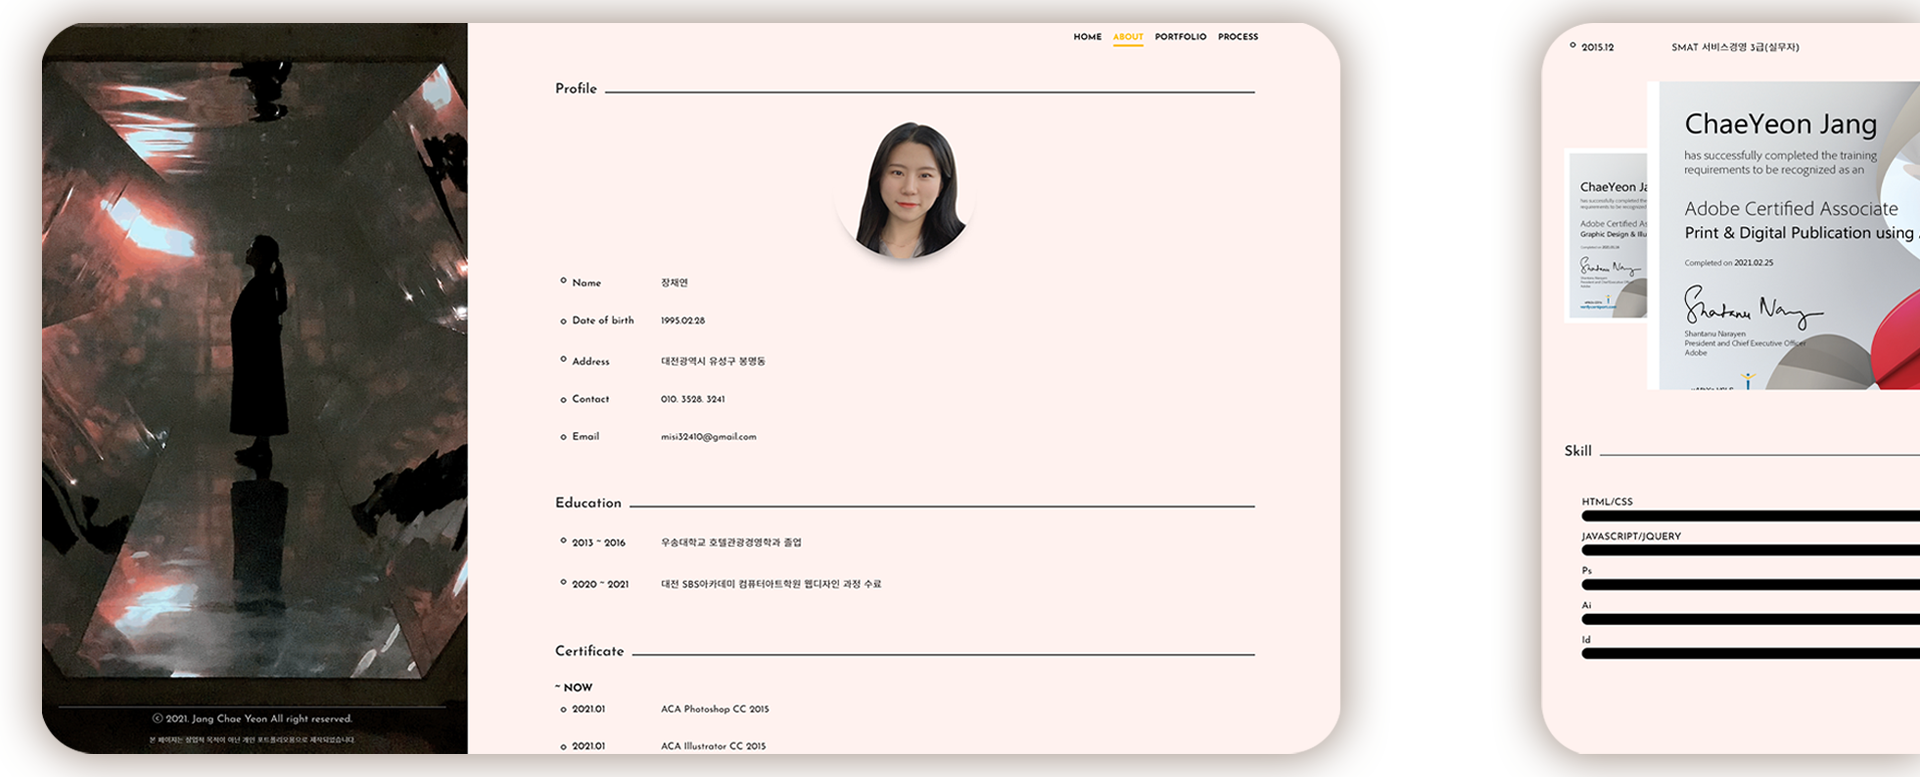 HOME ABOUT PORTFOLIO PROCESS
Profile
Name 장채연
Date of birth 1995.02.28
Address 대전광역시 유성구 봉명동
Contact 010. 3528. 3241
Email misi32410@gmail.com
Education
2013 ~ 2016 우송대학교 호텔관광경영학과 졸업
2020 ~ 2021 대전 SBS아카데미 컴퓨터아트학원 웹디자인 과정 수료
Certificate
~ NOW
2021.01 ACA Photoshop CC 2015
2021.01 ACA Illustrator CC 2015
ⓒ 2021. Jang Chae Yeon All right reserved.
본 페이지는 상업적 목적이 아닌 개인 포트폴리오용으로 제작되었습니다.
2015.12 SMAT 서비스경영 3급(실무자)
ChaeYeon Ja
has successfully completed the
requirements to be recognized
Adobe Certified As
Graphic Design & Illu
ChaeYeon Jang
has successfully completed the training
requirements to be recognized as an
Adobe Certified Associate
Print & Digital Publication using
Completed on 2021.02.25
Shantanu Narayen
President and Chief Executive Officer
Adobe
Skill
HTML/CSS
JAVASCRIPT/JQUERY
Ps
Ai
Id